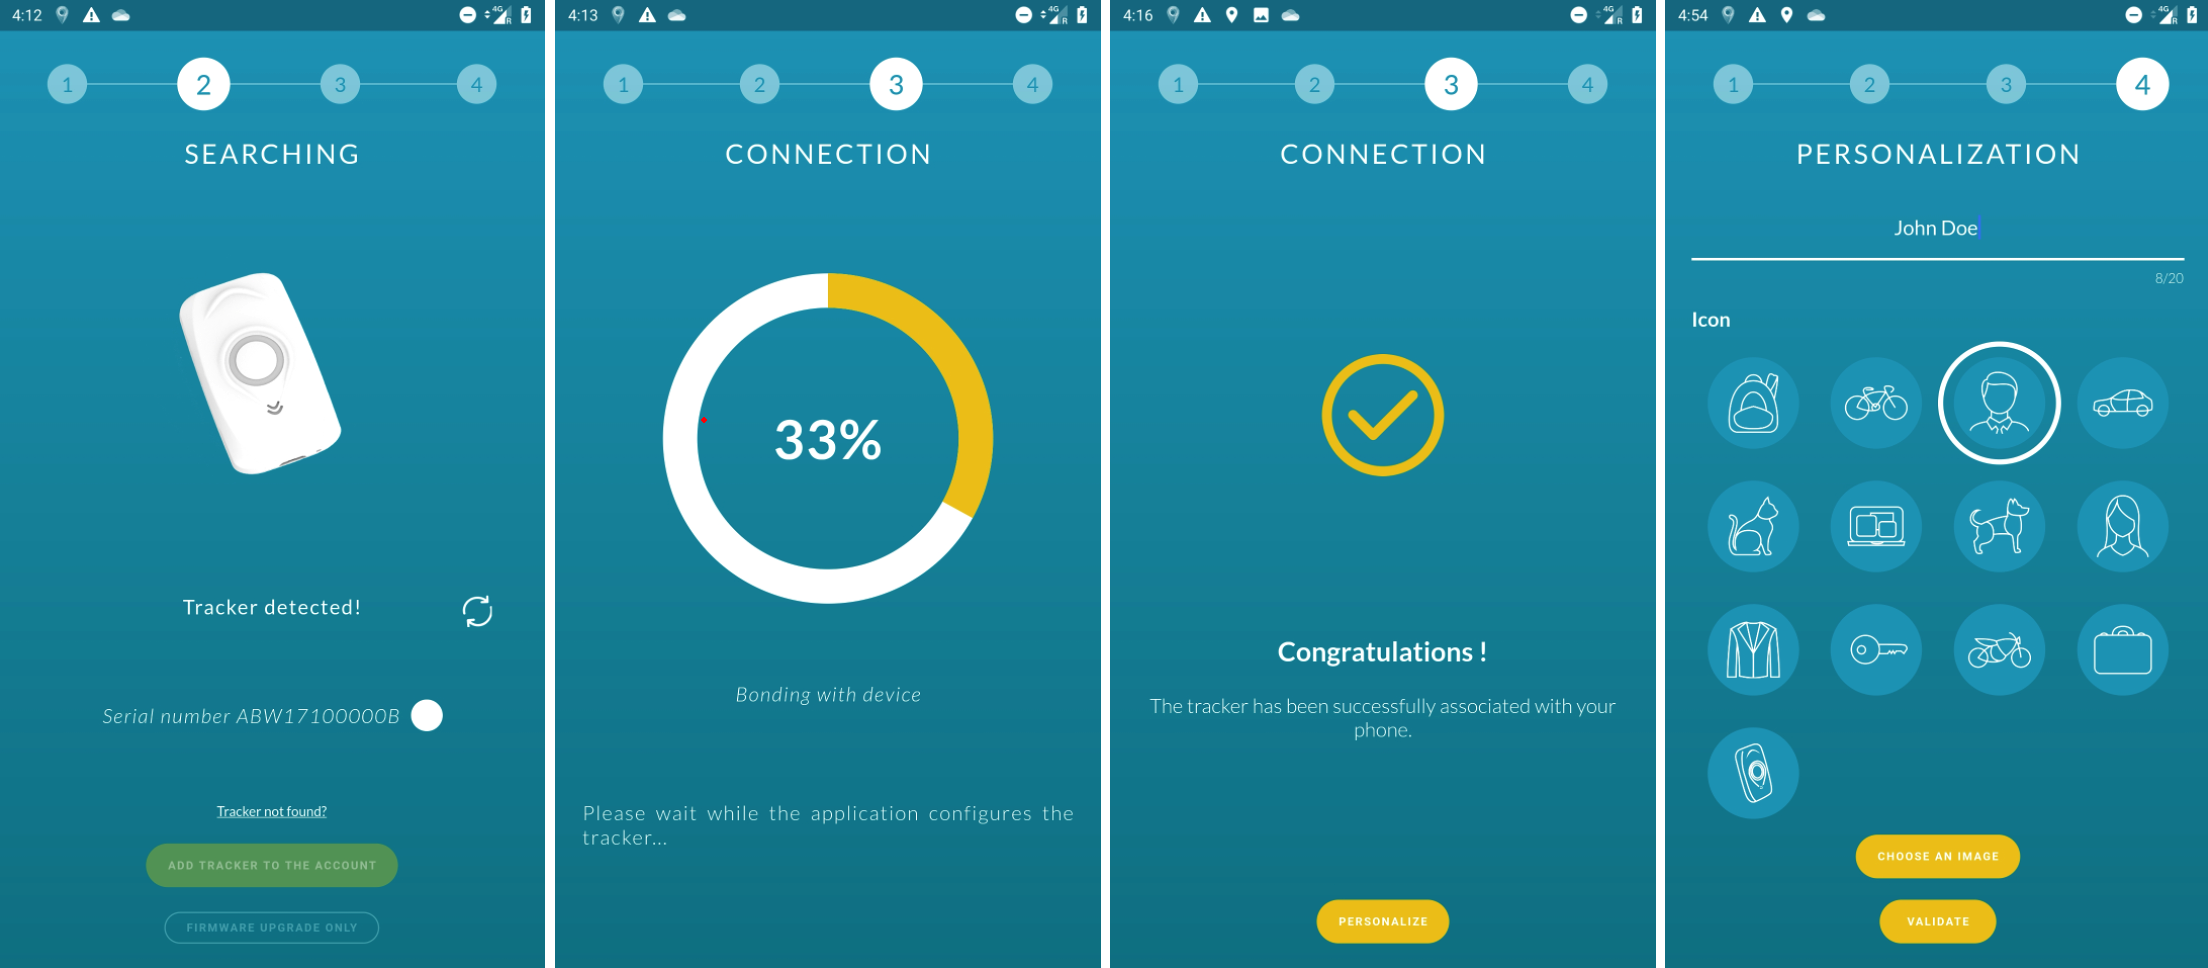 4:12
4G
R
1
2
3
4
SEARCHING
Tracker detected!
Serial number ABW17100000B
Tracker not found?
ADD TRACKER TO THE ACCOUNT
FIRMWARE UPGRADE ONLY
4:13
4G
R
1
2
3
4
CONNECTION
33%
Bonding with device
Please wait while the application configures the
tracker...
4:16
4G
R
1
2
3
4
CONNECTION
Congratulations !
The tracker has been successfully associated with your
phone.
PERSONALIZE
4:54
4G
R
1
2
3
4
PERSONALIZATION
John Doe
8/20
Icon
CHOOSE AN IMAGE
VALIDATE